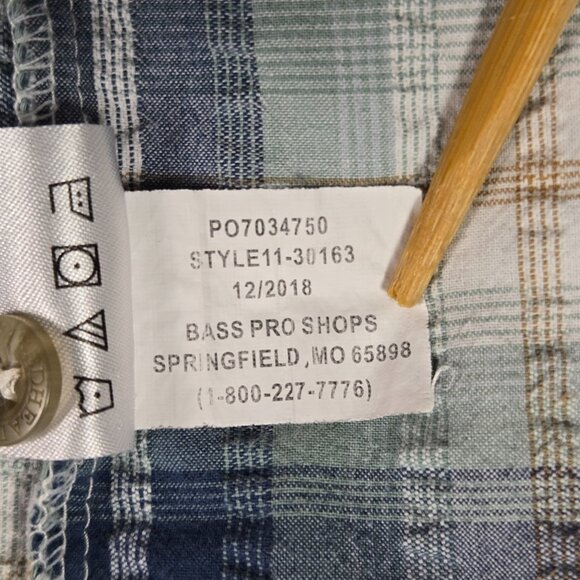 PO7034750
STYLE11-30163
12/2018
BASS PRO SHOPS
SPRINGFIELD,MO 65898
(1-800-227-7776)